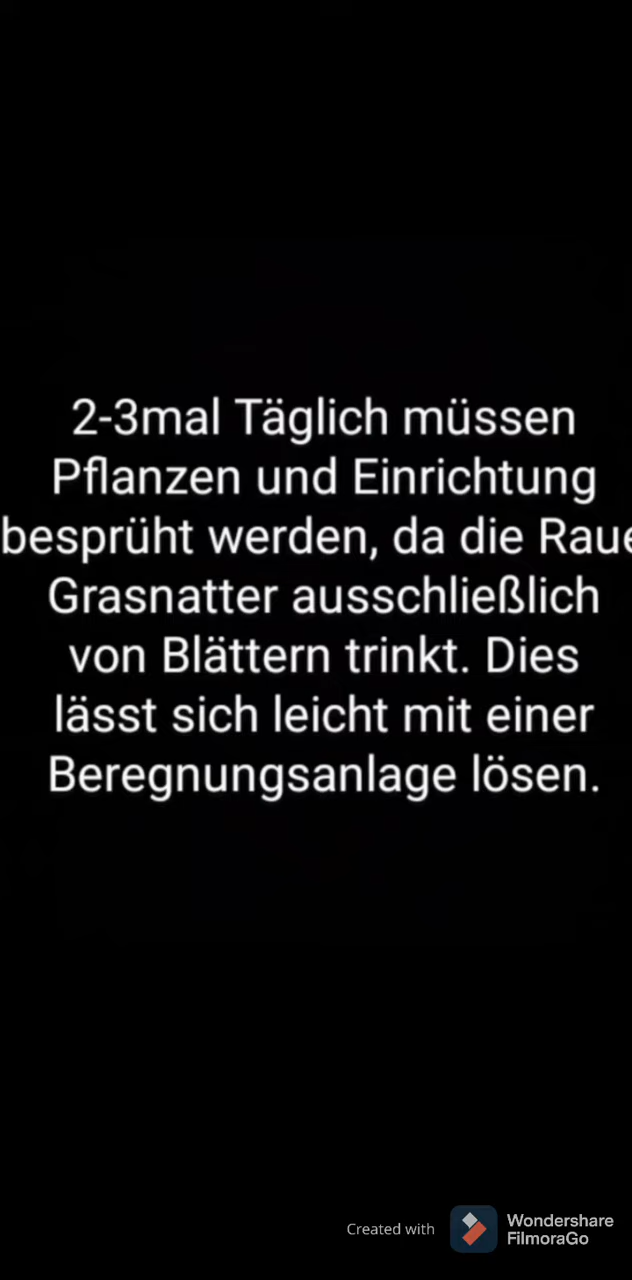 2-3mal Täglich müssen
Pflanzen und Einrichtung
besprüht werden, da die Raue
Grasnatter ausschließlich
von Blättern trinkt. Dies
lässt sich leicht mit einer
Beregnungsanlage lösen.
Created with
Wondershare
FilmoraGo